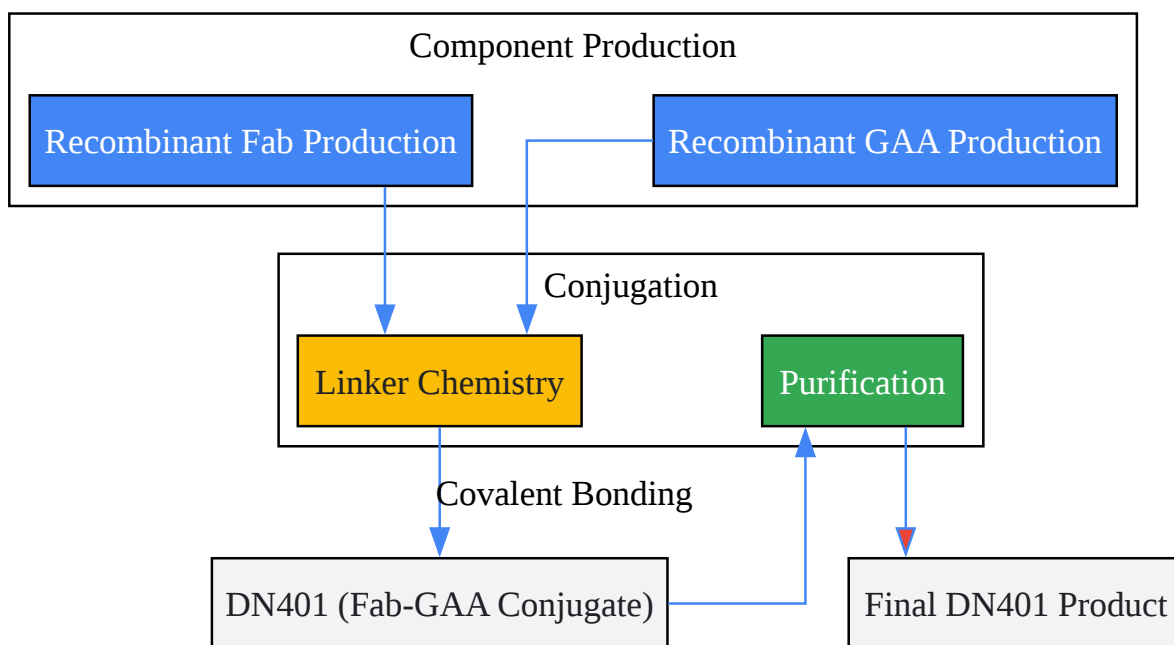 Component Production
Recombinant Fab Production
Recombinant GAA Production
Conjugation
Linker Chemistry
Purification
Covalent Bonding
DN401 (Fab-GAA Conjugate)
Final DN401 Product